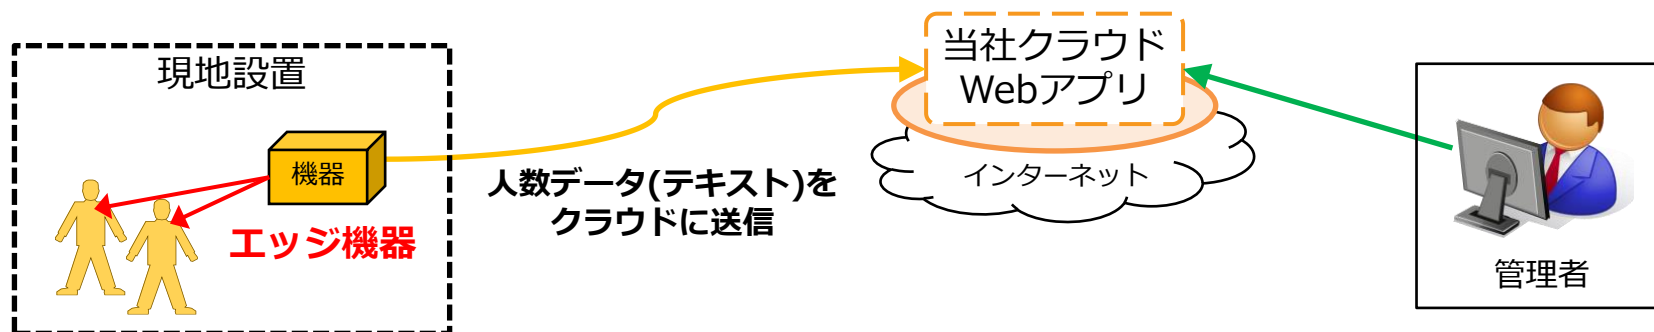 現地設置
機器
エッジ機器
人数データ(テキスト)を
クラウドに送信
当社クラウド
Webアプリ
インターネット
管理者